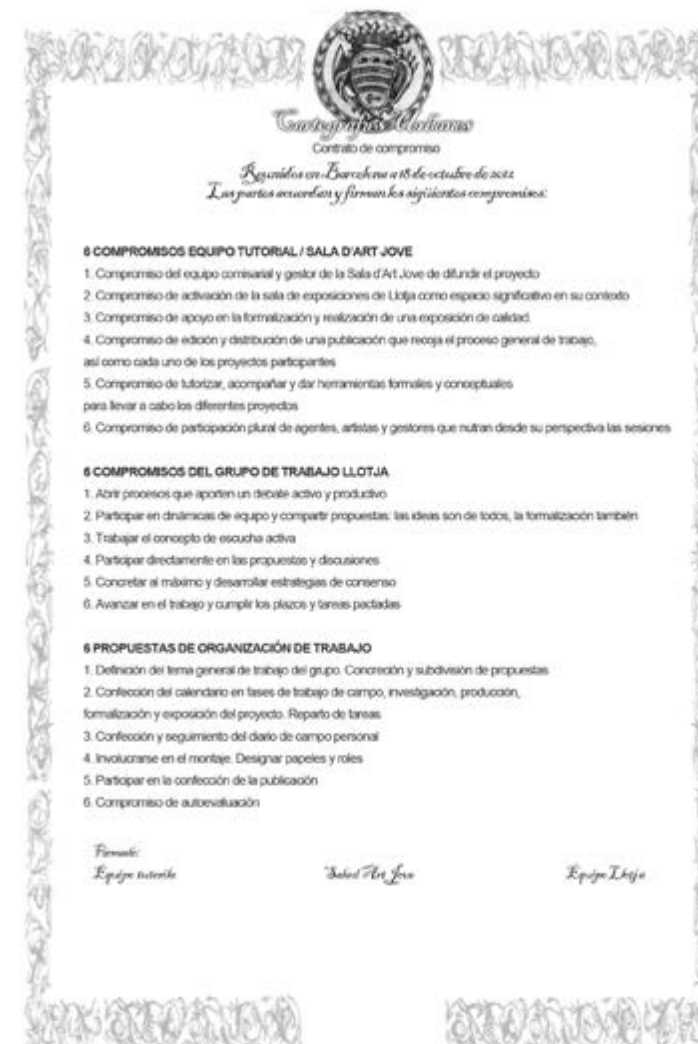 Cartografías Urbanas
Contrato de compromiso
Reunidos en Barcelona a 18 de octubre de 2011
Las partes acuerdan y firman los siguientes compromisos:
6 COMPROMISOS EQUIPO TUTORIAL / SALA D'ART JOVE
1. Compromiso del equipo comisarial y gestor de la Sala d'Art Jove de difundir el proyecto
2. Compromiso de activación de la sala de exposiciones de Llotja como espacio significativo en su contexto
3. Compromiso de apoyo en la formalización y realización de una exposición de calidad.
4. Compromiso de edición y distribución de una publicación que recoja el proceso general de trabajo,
así como cada uno de los proyectos participantes
5. Compromiso de tutorizar, acompañar y dar herramientas formales y conceptuales
para llevar a cabo los diferentes proyectos
6. Compromiso de participación plural de agentes, artistas y gestores que nutran desde su perspectiva las sesiones
6 COMPROMISOS DEL GRUPO DE TRABAJO LLOTJA
1. Abrir procesos que aporten un debate activo y productivo
2. Participar en dinámicas de equipo y compartir propuestas: las ideas son de todos, la formalización también
3. Trabajar el concepto de escucha activa
4. Participar directamente en las propuestas y discusiones
5. Concretar al máximo y desarrollar estrategias de consenso
6. Avanzar en el trabajo y cumplir los plazos y tareas pactadas
6 PROPUESTAS DE ORGANIZACIÓN DE TRABAJO
1. Definición del tema general de trabajo del grupo. Concreción y subdivisión de propuestas
2. Confección del calendario en fases de trabajo de campo, investigación, producción,
formalización y exposición del proyecto. Reparto de tareas
3. Confección y seguimiento del diario de campo personal
4. Involucrarse en el montaje. Designar papeles y roles
5. Participar en la confección de la publicación
6. Compromiso de autoevaluación
Firmado:
Equipo Art Jove Equipo Llotja